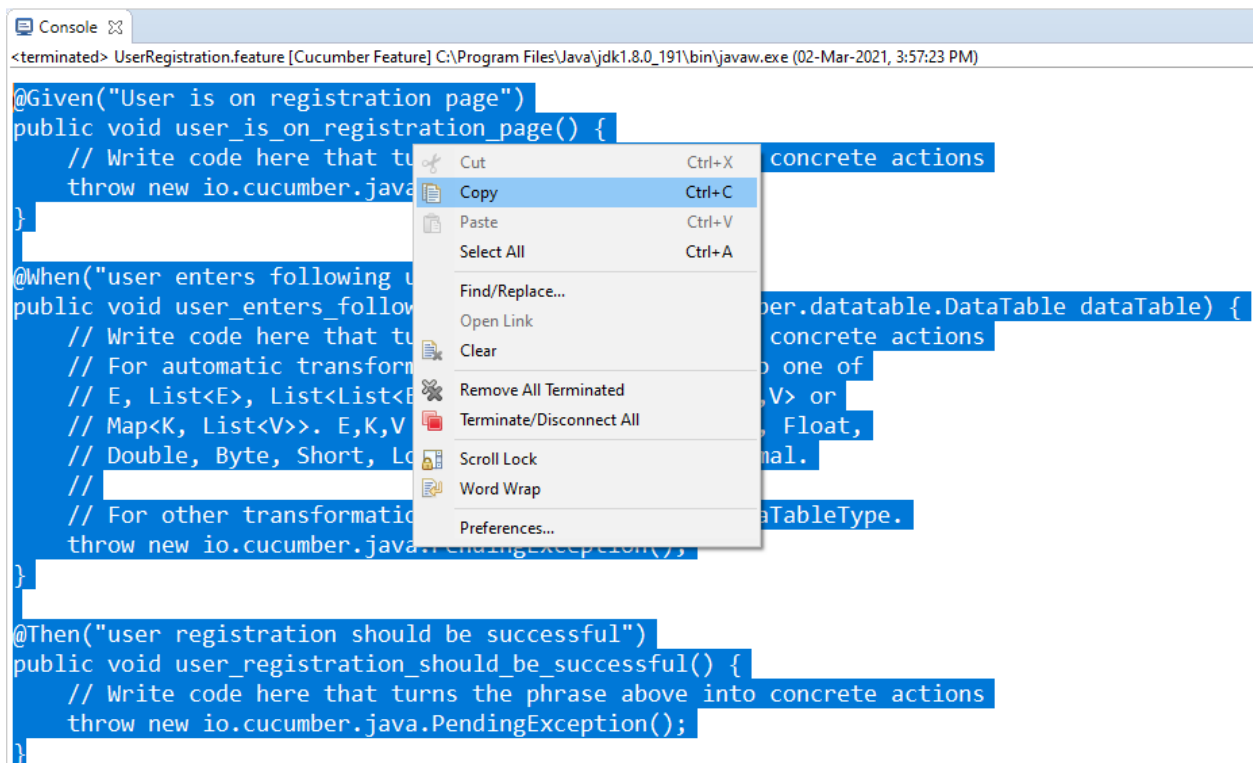 Console
<terminated> UserRegistration.feature [Cucumber Feature] C:\Program Files\Java\jdk1.8.0_191\bin\javaw.exe (02-Mar-2021, 3:57:23 PM)
@Given("User is on registration page")
public void user_is_on_registration_page() {
// Write code here that concrete actions
throw new io.cucumber.java
}
@When("user enters following
public void user_enters_follow ber.datatable.DataTable dataTable) {
// Write code here that concrete actions
// For automatic transform one of
// E, List<E>, List<List<E ,V> or
// Map<K, List<V>>. E,K,V , Float,
// Double, Byte, Short, mal.
//
// For other transformatio aTableType.
throw new io.cucumber.java.PendingException();
}
@Then("user registration should be successful")
public void user_registration_should_be_successful() {
// Write code here that turns the phrase above into concrete actions
throw new io.cucumber.java.PendingException();
}
Cut Ctrl+X
Copy Ctrl+C
Paste Ctrl+V
Select All Ctrl+A
Find/Replace...
Open Link
Clear
Remove All Terminated
Terminate/Disconnect All
Scroll Lock
Word Wrap
Preferences...